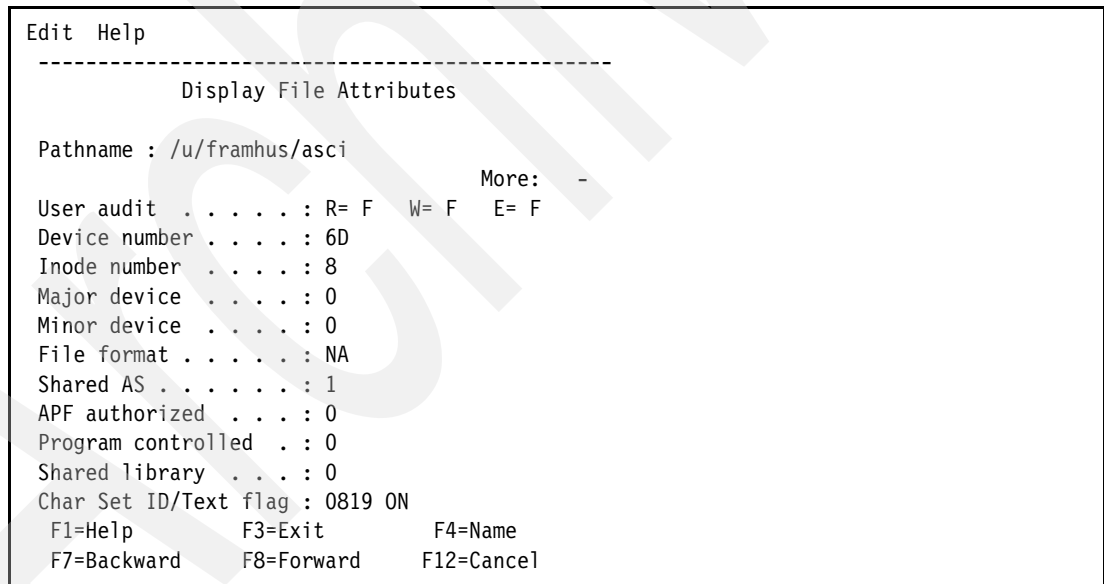 Edit  Help
------------------------------------------------
Display File Attributes
Pathname : /u/framhus/asci
More:   -
User audit  . . . . . : R= F   W= F   E= F
Device number . . . . : 6D
Inode number  . . . . : 8
Major device  . . . . : 0
Minor device  . . . . : 0
File format . . . . . : NA
Shared AS . . . . . . : 1
APF authorized  . . . : 0
Program controlled  . : 0
Shared library  . . . : 0
Char Set ID/Text flag : 0819 ON
F1=Help         F3=Exit         F4=Name
F7=Backward     F8=Forward     F12=Cancel